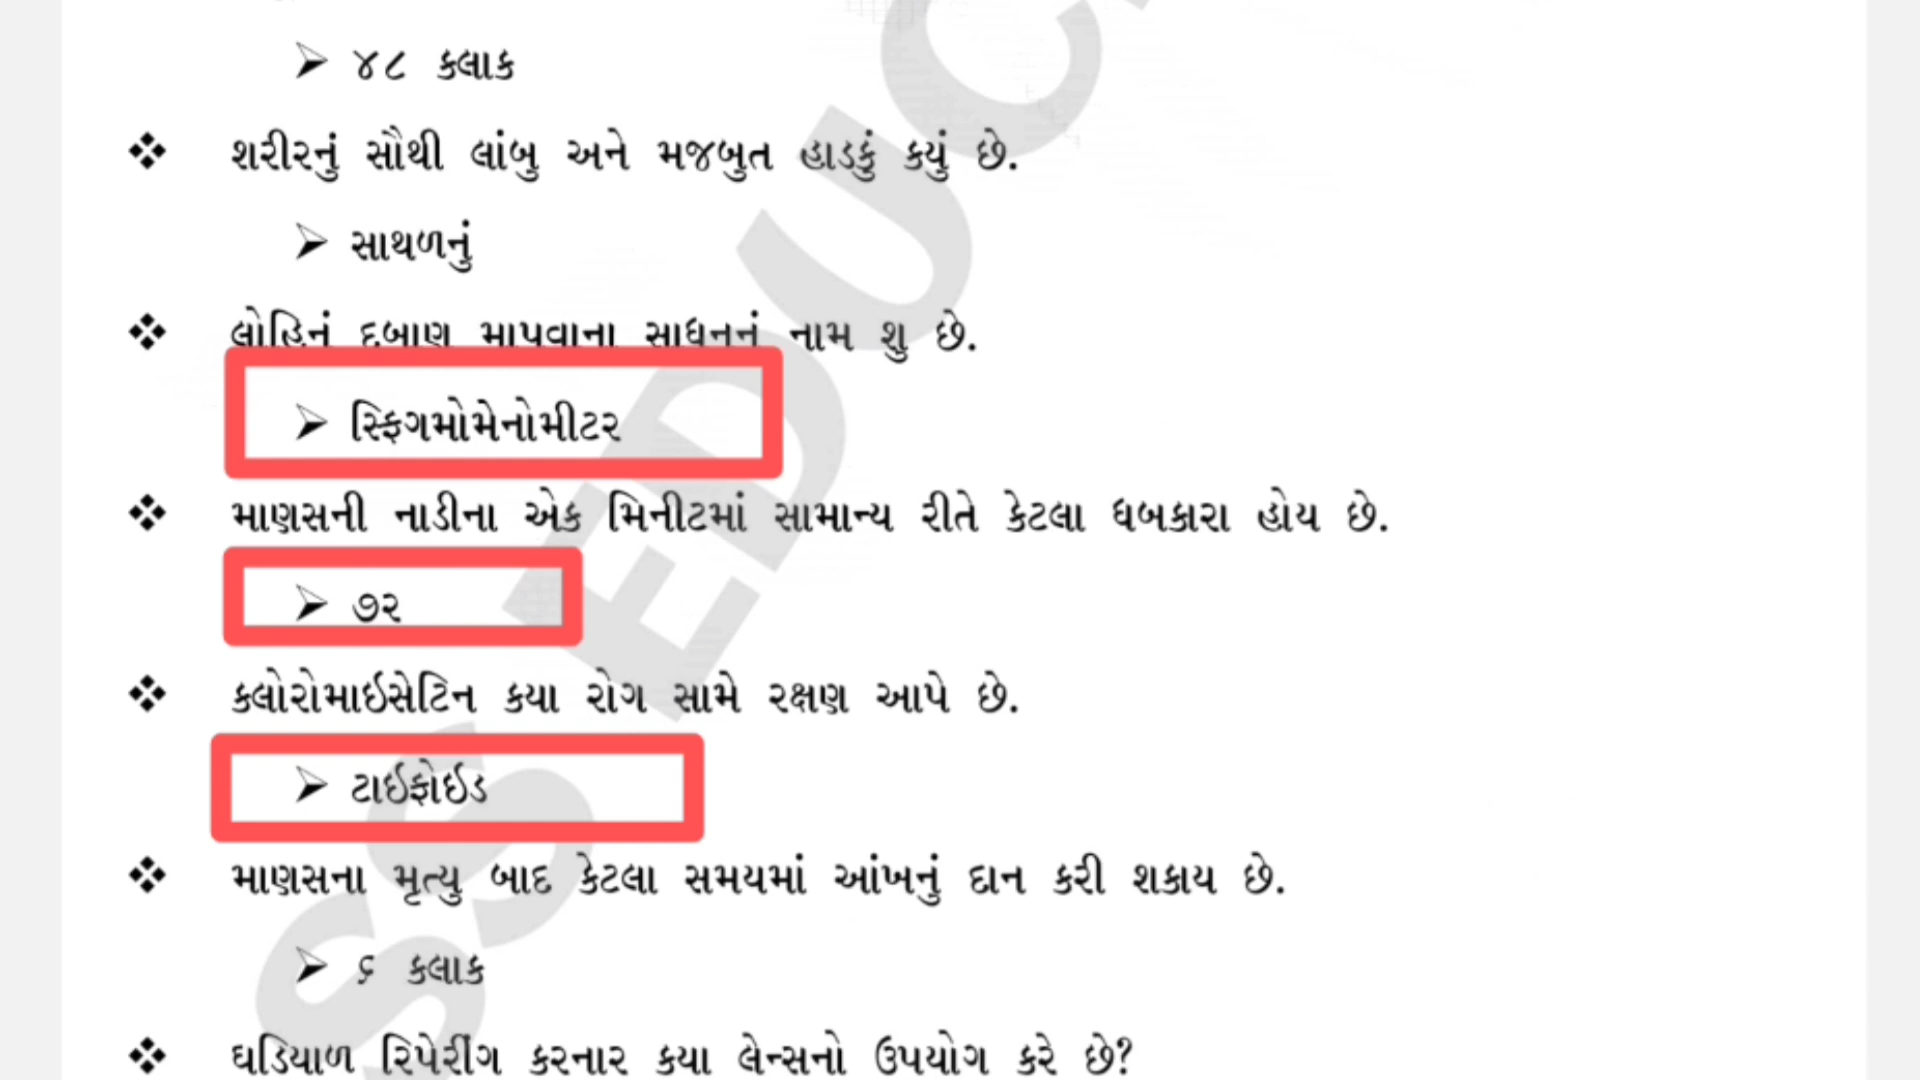 ➢ ૪૮ કલાક
❖ શરીરનું સૌથી લાંબુ અને મજબુત હાડકું કયું છે.
➢ સાથળનું
❖ લોહિનું દબાણ માપવાના સાધનનું નામ શુ છે.
➢ સ્ફિગમોમેનોમીટર
❖ માણસની નાડીના એક મિનીટમાં સામાન્ય રીતે કેટલા ધબકારા હોય છે.
➢ ૭૨
❖ કલોરોમાઇસેટિન કયા રોગ સામે રક્ષણ આપે છે.
➢ ટાઈફોઈડ
❖ માણસના મૃત્યુ બાદ કેટલા સમયમાં આંખનું દાન કરી શકાય છે.
➢ ૬ કલાક
❖ ઘડિયાળ રિપેરીંગ કરનાર કયા લેન્સનો ઉપયોગ કરે છે?